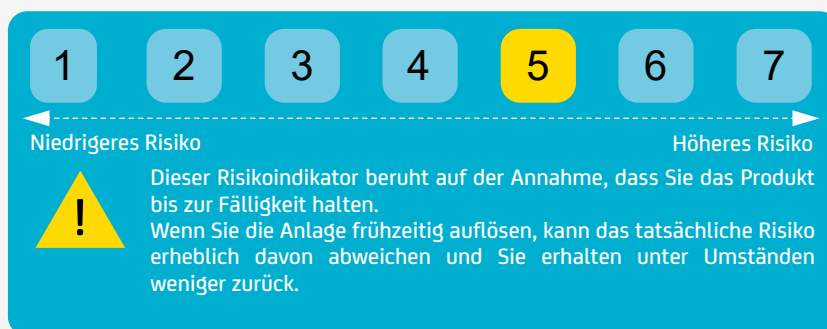 1 2 3 4 5 6 7
Niedrigeres Risiko Höheres Risiko
!
Dieser Risikoindikator beruht auf der Annahme, dass Sie das Produkt
bis zur Fälligkeit halten.
Wenn Sie die Anlage frühzeitig auflösen, kann das tatsächliche Risiko
erheblich davon abweichen und Sie erhalten unter Umständen
weniger zurück.